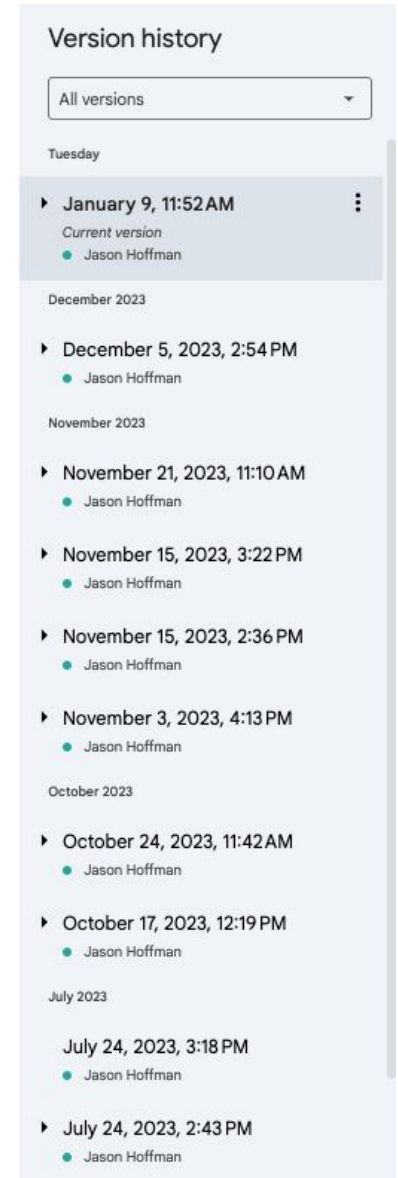 Version history
All versions
Tuesday
January 9, 11:52 AM
Current version
Jason Hoffman
December 2023
December 5, 2023, 2:54 PM
Jason Hoffman
November 2023
November 21, 2023, 11:10 AM
Jason Hoffman
November 15, 2023, 3:22 PM
Jason Hoffman
November 15, 2023, 2:36 PM
Jason Hoffman
November 3, 2023, 4:13 PM
Jason Hoffman
October 2023
October 24, 2023, 11:42 AM
Jason Hoffman
October 17, 2023, 12:19 PM
Jason Hoffman
July 2023
July 24, 2023, 3:18 PM
Jason Hoffman
July 24, 2023, 2:43 PM
Jason Hoffman